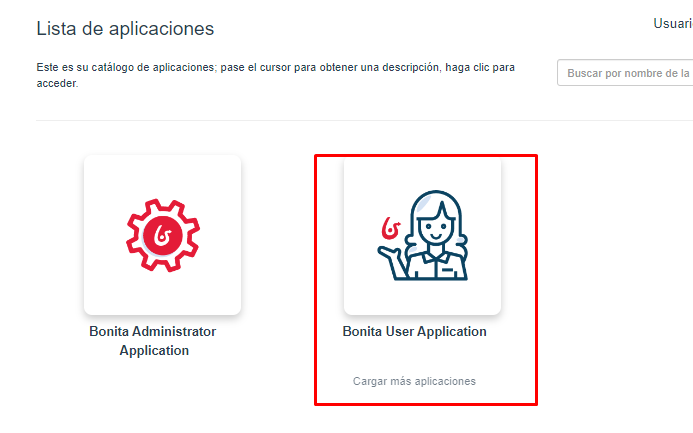 Lista de aplicaciones
Usuari
Este es su catálogo de aplicaciones; pase el cursor para obtener una descripción, haga clic para
acceder.
Buscar por nombre de la
Bonita Administrator
Application
Bonita User Application
Cargar más aplicaciones